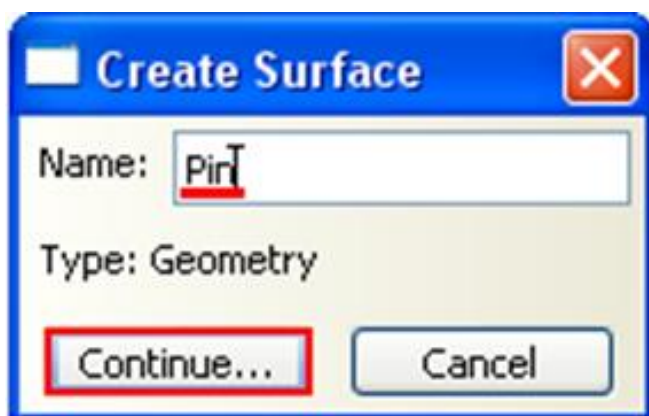 Create Surface
Name: Pin
Type: Geometry
Continue... Cancel